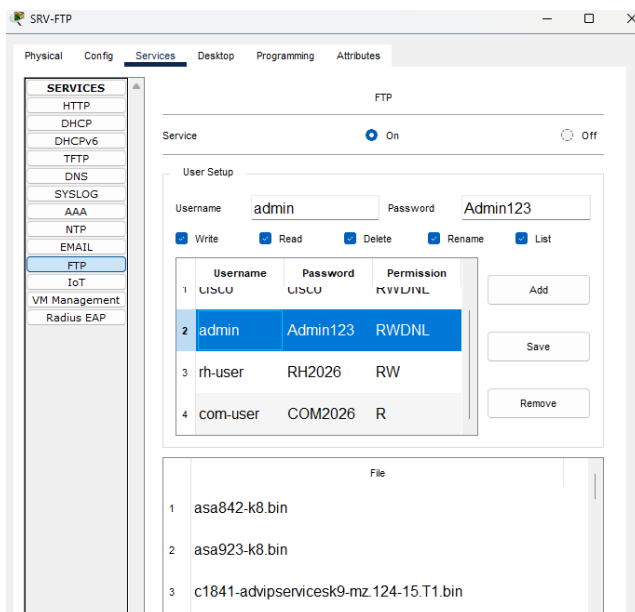 SRV-FTP
Physical Config Services Desktop Programming Attributes
SERVICES
HTTP
DHCP
DHCPv6
TFTP
DNS
SYSLOG
AAA
NTP
EMAIL
FTP
IoT
VM Management
Radius EAP
FTP
Service On Off
User Setup
Username admin Password Admin123
Write Read Delete Rename List
Username Password Permission
1 cisco cisco RWDNL
2 admin Admin123 RWDNL
3 rh-user RH2026 RW
4 com-user COM2026 R
Add
Save
Remove
File
1 asa842-k8.bin
2 asa923-k8.bin
3 c1841-advipservicesk9-mz.124-15.T1.bin